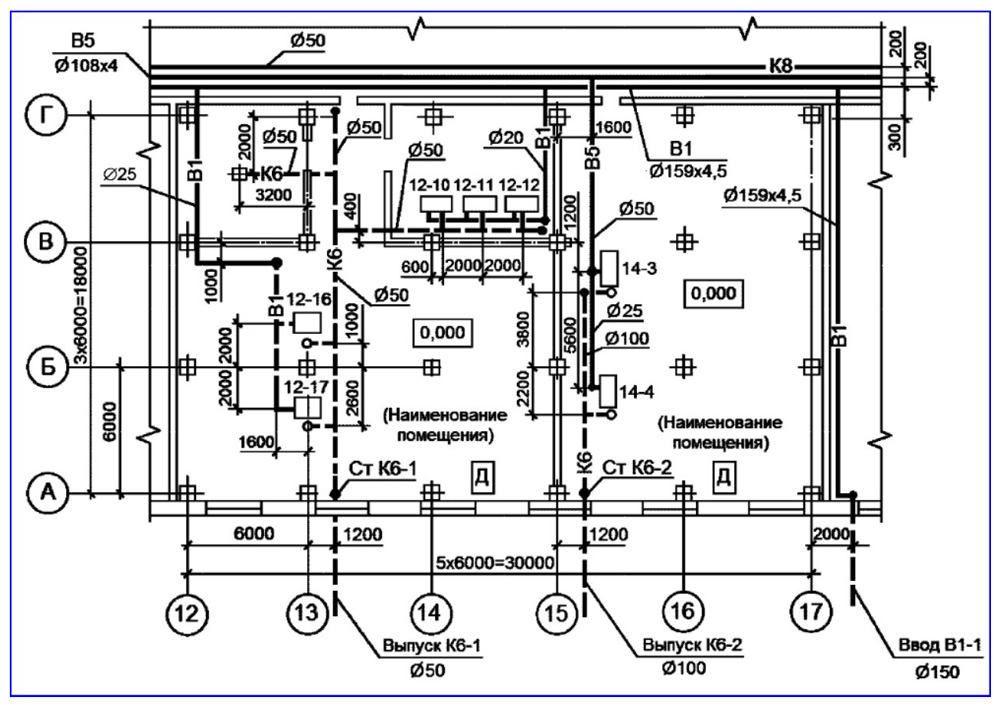 В5
Ø108х4
Ø50
К8
200
200
300
Г
Ø50
Ø50
Ø50
Ø20
В1
1600
В5
В1
Ø159х4,5
2000
К6
3200
Ø25
В1
12-10 12-11 12-12
Ø159х4,5
400
1200
Ø50
В
К6
600 2000 2000
14-3
1000
В1
12-16
Ø50
0,000
0,000
3х6000=18000
2000
1000
3800
5600
Ø25
Ø100
В1
Б
2000
12-17
2600
2200
14-4
6000
1600
(Наименование
помещения)
(Наименование
помещения)
К6
А
Ст К6-1
Д
Ст К6-2
Д
6000
1200
1200
2000
5х6000=30000
12
13
14
15
16
17
Выпуск К6-1
Ø50
Выпуск К6-2
Ø100
Ввод В1-1
Ø150